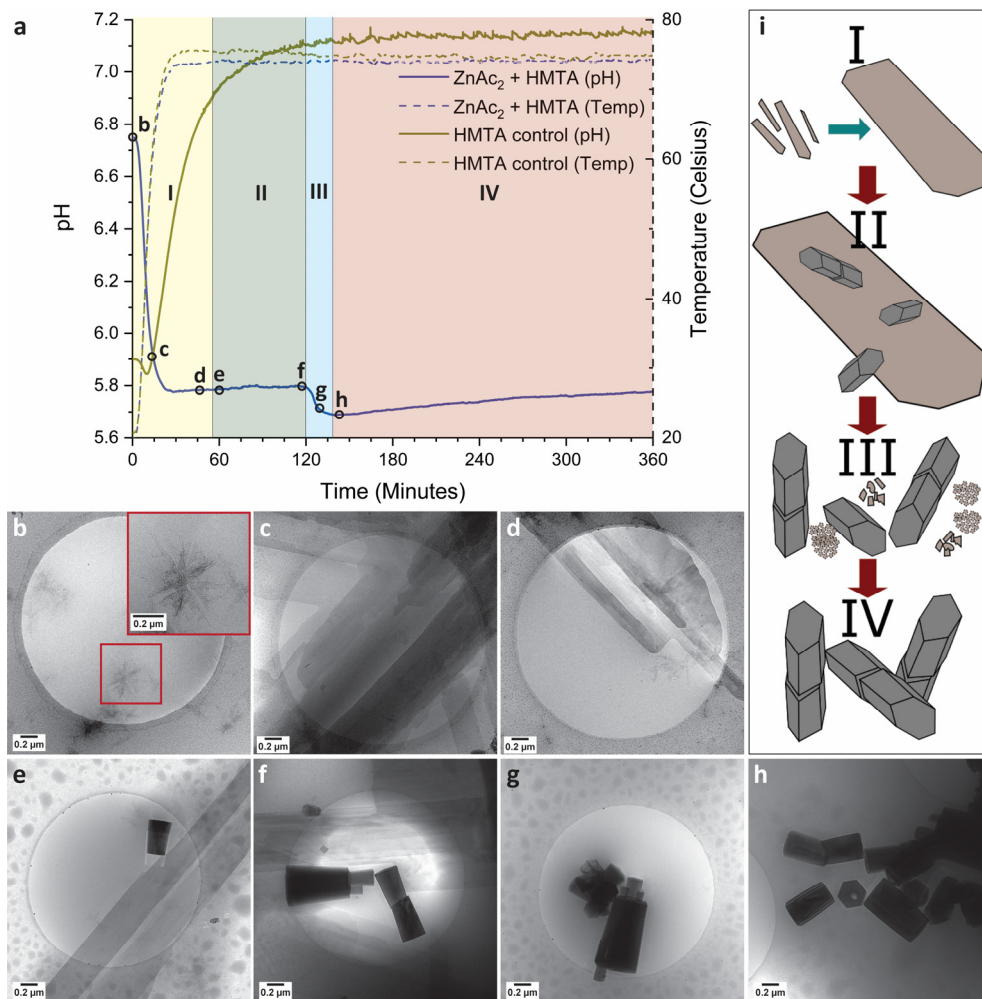 a
7.2
7.0
6.8
6.6
6.4
6.2
6.0
5.8
5.6
pH
0
60
120
180
240
300
360
Time (Minutes)
80
60
40
20
Temperature (Celsius)
ZnAc2 + HMTA (pH)
ZnAc2 + HMTA (Temp)
HMTA control (pH)
HMTA control (Temp)
I
II
III
IV
b
c
d
e
f
g
h
i
I
II
III
IV
b
0.2 µm
0.2 µm
c
0.2 µm
d
0.2 µm
e
0.2 µm
f
0.2 µm
g
0.2 µm
h
0.2 µm